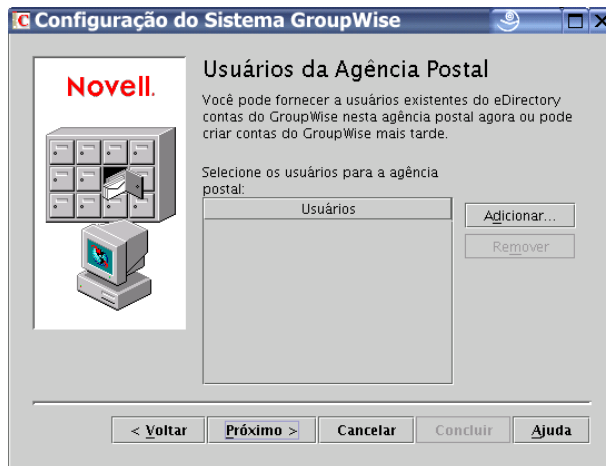 Configuração do Sistema GroupWise
Novell.
Usuários da Agência Postal
Você pode fornecer a usuários existentes do eDirectory
contas do GroupWise nesta agência postal agora ou pode
criar contas do GroupWise mais tarde.
Selecione os usuários para a agência
postal:
Usuários
Adicionar...
Remover
< Voltar
Próximo >
Cancelar
Concluir
Ajuda